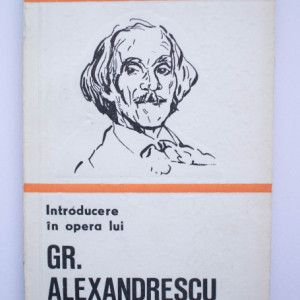 Introducere
în opera lui
GR.
ALEXANDRESCU